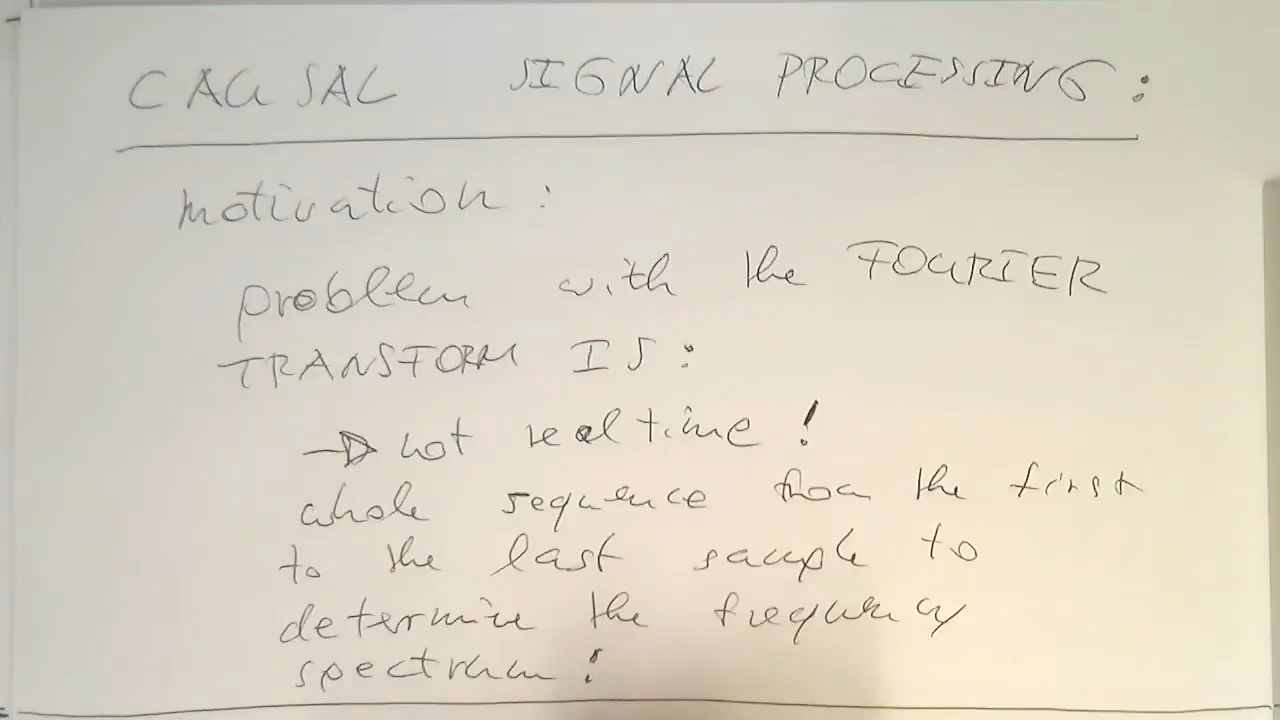 CAUSAL SIGNAL PROCESSING:
motivation:
problem with the FOURIER
TRANSFORM IS:
→ not realtime!
whole sequence from the first
to the last sample to
determine the frequency
spectrum!